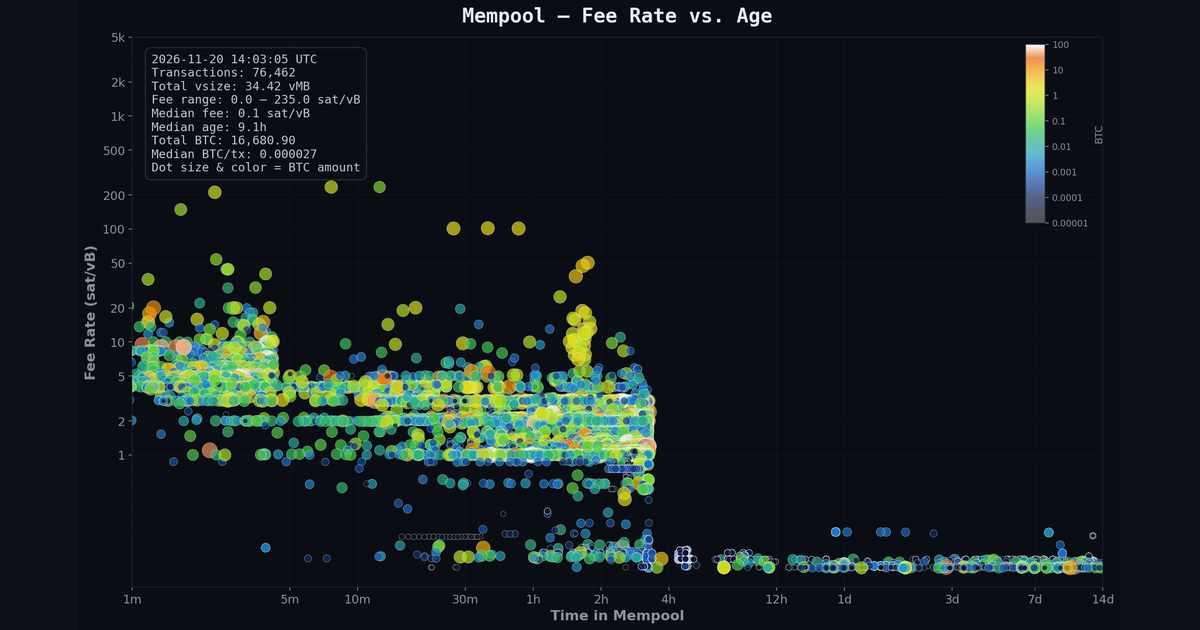 Mempool — Fee Rate vs. Age
2026-11-20 14:03:05 UTC
Transactions: 76,462
Total vsize: 34.42 vMB
Fee range: 0.0 – 235.0 sat/vB
Median fee: 0.1 sat/vB
Median age: 9.1h
Total BTC: 16,680.90
Median BTC/tx: 0.000027
Dot size & color = BTC amount
5k
2k
1k
500
200
100
50
20
10
5
2
1
Fee Rate (sat/vB)
100
10
1
0.1
0.01
0.001
0.0001
0.00001
BTC
1m
5m
10m
30m
1h
2h
4h
12h
1d
3d
7d
14d
Time in Mempool